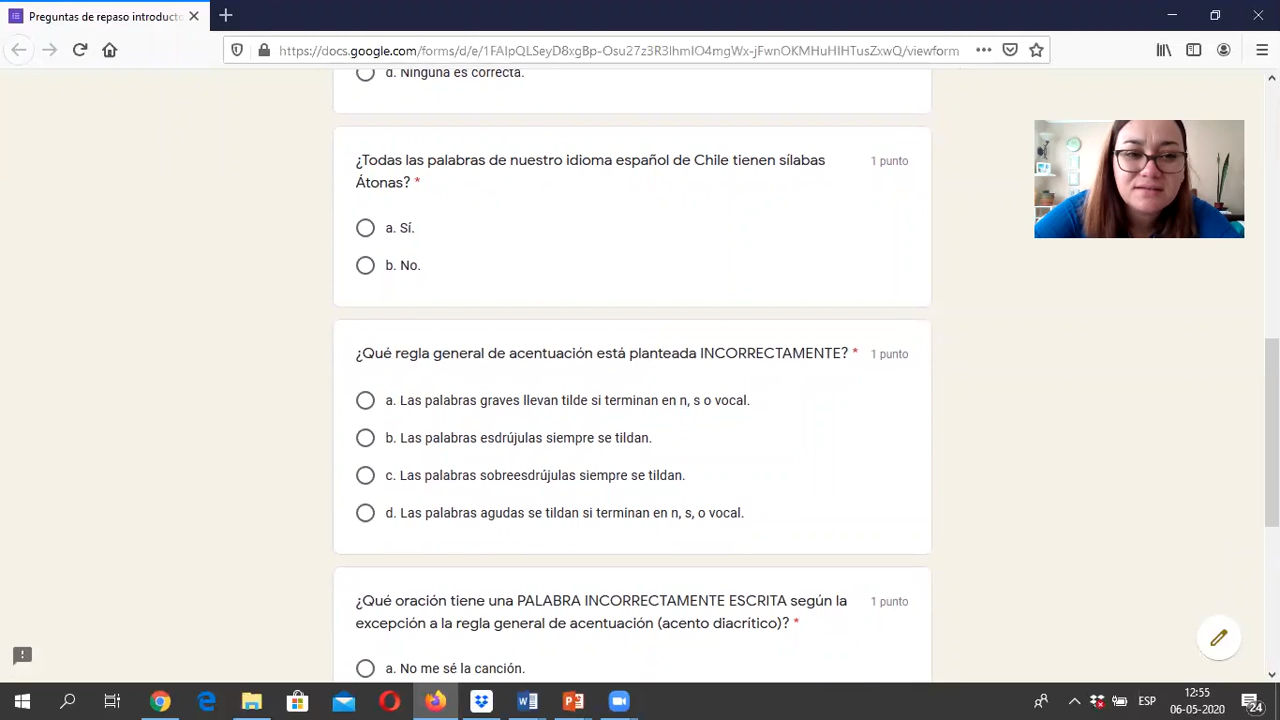 Preguntas de repaso introducto
https://docs.google.com/forms/d/e/1FAIpQLSeyD8xgBp-Osu27z3R3lhmIO4mgWx-jFwnOKMHuHIHTusZxwQ/viewform
d. Ninguna es correcta.
¿Todas las palabras de nuestro idioma español de Chile tienen sílabas 1 punto
Átonas? *
a. Sí.
b. No.
¿Qué regla general de acentuación está planteada INCORRECTAMENTE? * 1 punto
a. Las palabras graves llevan tilde si terminan en n, s o vocal.
b. Las palabras esdrújulas siempre se tildan.
c. Las palabras sobreesdrújulas siempre se tildan.
d. Las palabras agudas se tildan si terminan en n, s, o vocal.
¿Qué oración tiene una PALABRA INCORRECTAMENTE ESCRITA según la 1 punto
excepción a la regla general de acentuación (acento diacrítico)? *
a. No me sé la canción.
ESP
12:55
06-05-2020
24